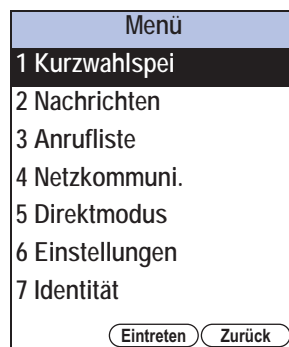 Menü
1 Kurzwahlspei
2 Nachrichten
3 Anrufliste
4 Netzkommuni.
5 Direktmodus
6 Einstellungen
7 Identität
Eintreten Zurück